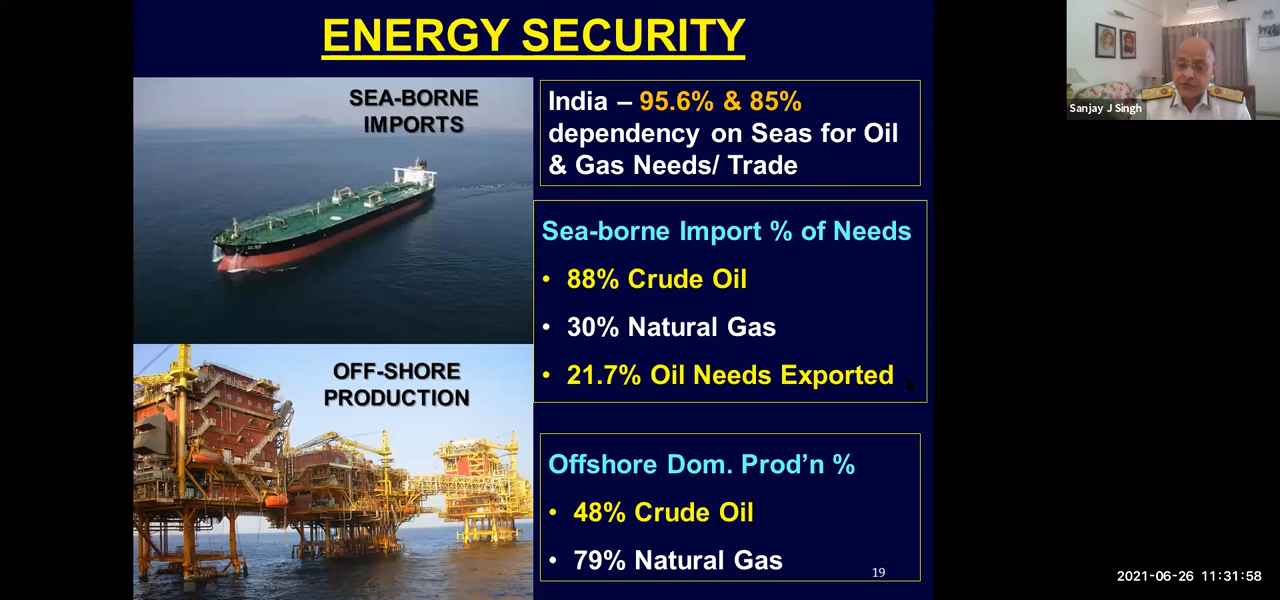 ENERGY SECURITY
SEA-BORNE
IMPORTS
India – 95.6% & 85%
dependency on Seas for Oil
& Gas Needs/ Trade
Sea-borne Import % of Needs
• 88% Crude Oil
• 30% Natural Gas
• 21.7% Oil Needs Exported
OFF-SHORE
PRODUCTION
Offshore Dom. Prod’n %
• 48% Crude Oil
• 79% Natural Gas
19
Sanjay J Singh
2021-06-26 11:31:58